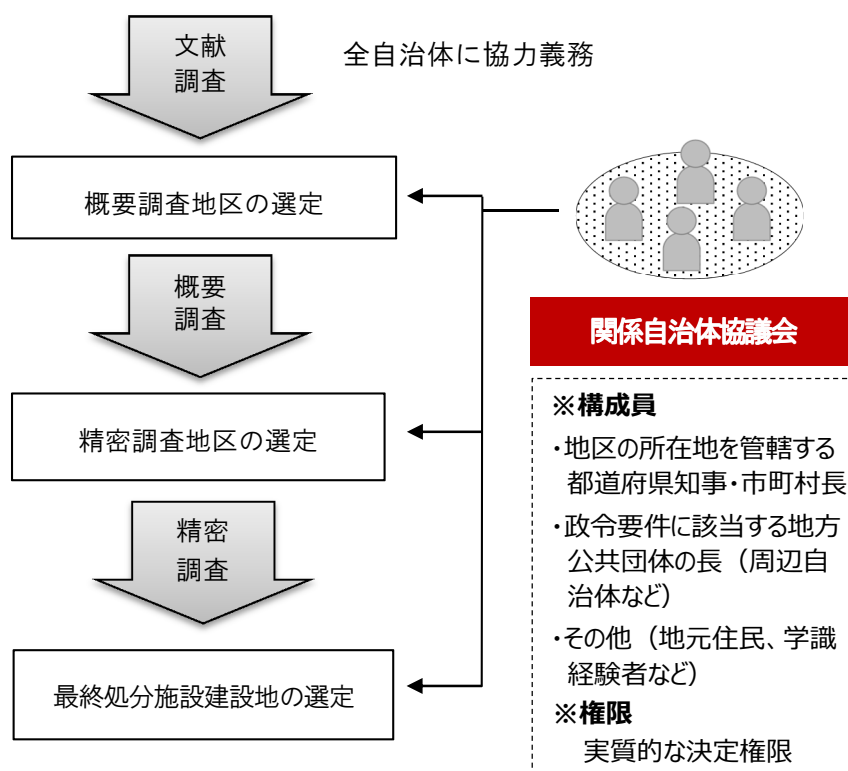 文献
調査
全自治体に協力義務
概要調査地区の選定
概要
調査
精密調査地区の選定
精密
調査
最終処分施設建設地の選定
関係自治体協議会
※構成員
・地区の所在地を管轄する
都道府県知事・市町村長
・政令要件に該当する地方
公共団体の長（周辺自
治体など）
・その他（地元住民、学識
経験者など）
※権限
実質的な決定権限